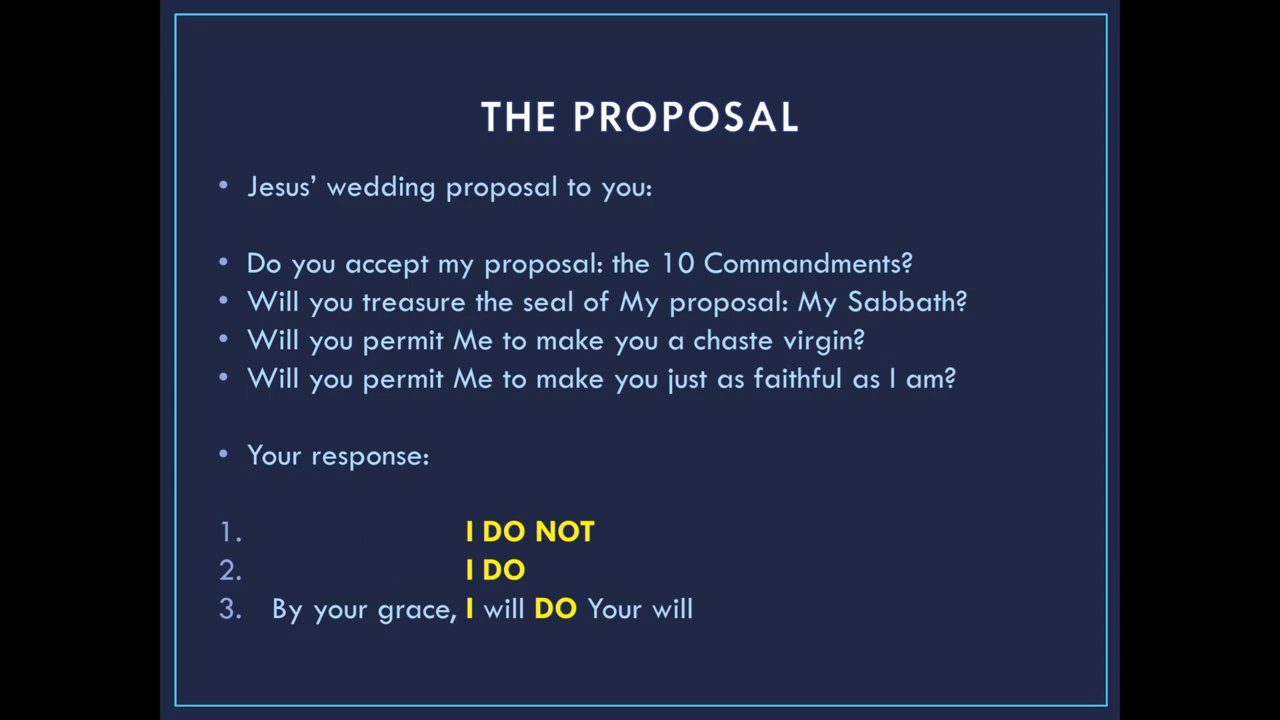 THE PROPOSAL
• Jesus’ wedding proposal to you:
• Do you accept my proposal: the 10 Commandments?
• Will you treasure the seal of My proposal: My Sabbath?
• Will you permit Me to make you a chaste virgin?
• Will you permit Me to make you just as faithful as I am?
• Your response:
1. I DO NOT
2. I DO
3. By your grace, I will DO Your will